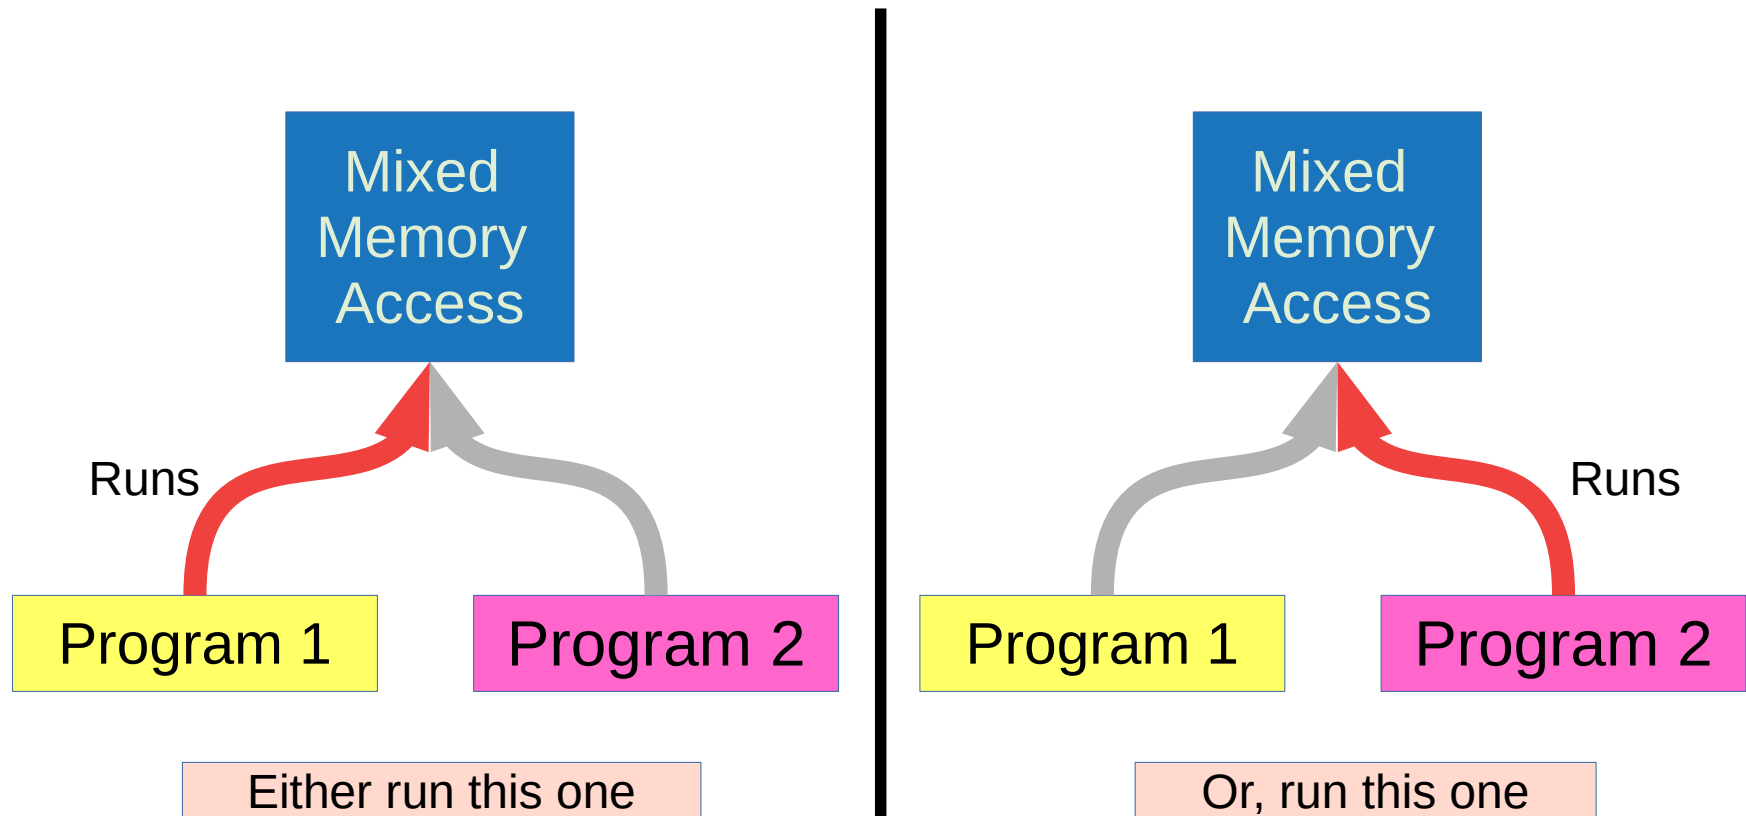 Mixed
Memory
Access
Runs
Program 1
Program 2
Either run this one
Mixed
Memory
Access
Runs
Program 1
Program 2
Or, run this one